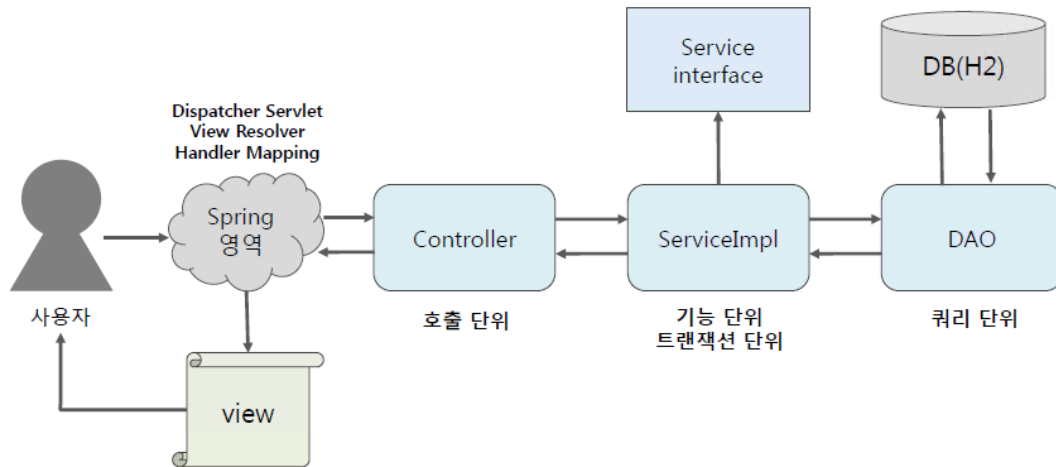 Service
interface
DB(H2)
Dispatcher Servlet
View Resolver
Handler Mapping
Spring
영역
Controller
ServiceImpl
DAO
사용자
호출 단위
기능 단위
트랜잭션 단위
쿼리 단위
view